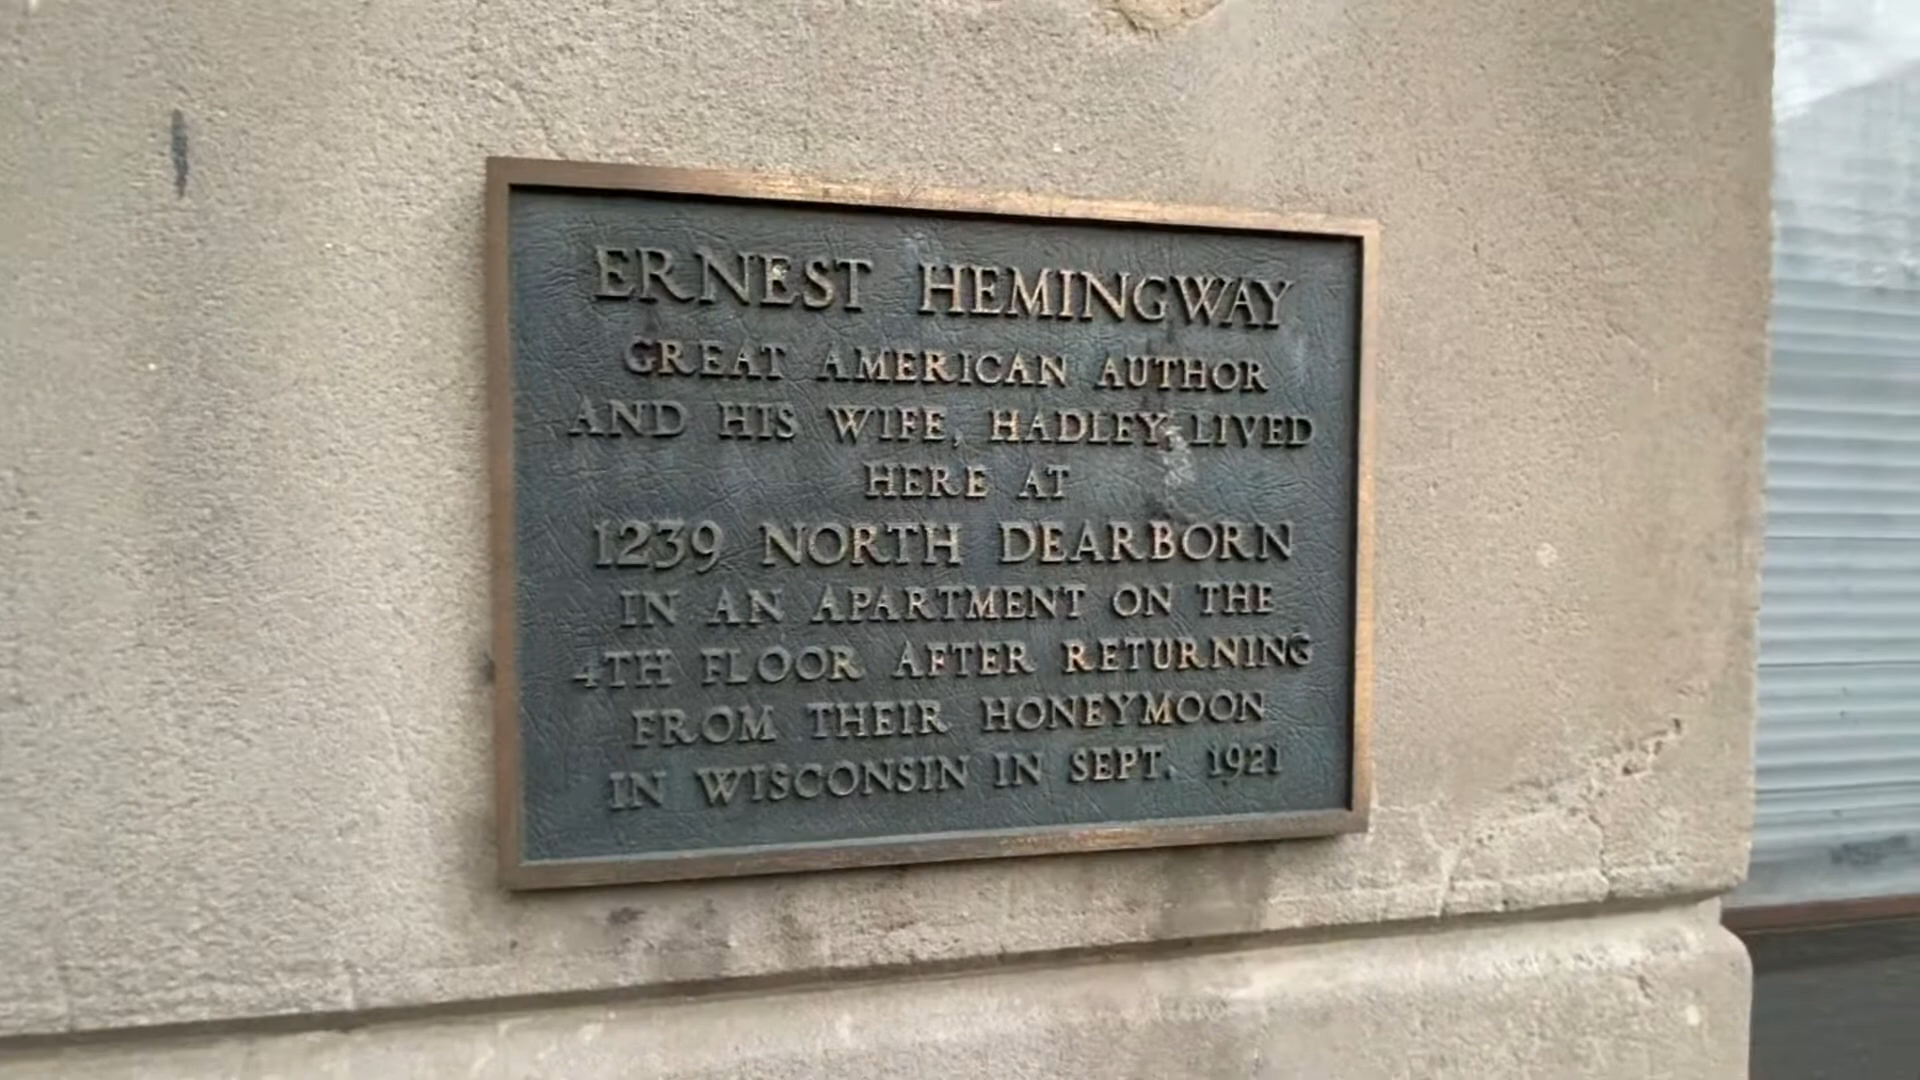 ERNEST HEMINGWAY
GREAT AMERICAN AUTHOR
AND HIS WIFE, HADLEY, LIVED
HERE AT
1239 NORTH DEARBORN
IN AN APARTMENT ON THE
4TH FLOOR AFTER RETURNING
FROM THEIR HONEYMOON
IN WISCONSIN IN SEPT. 1921